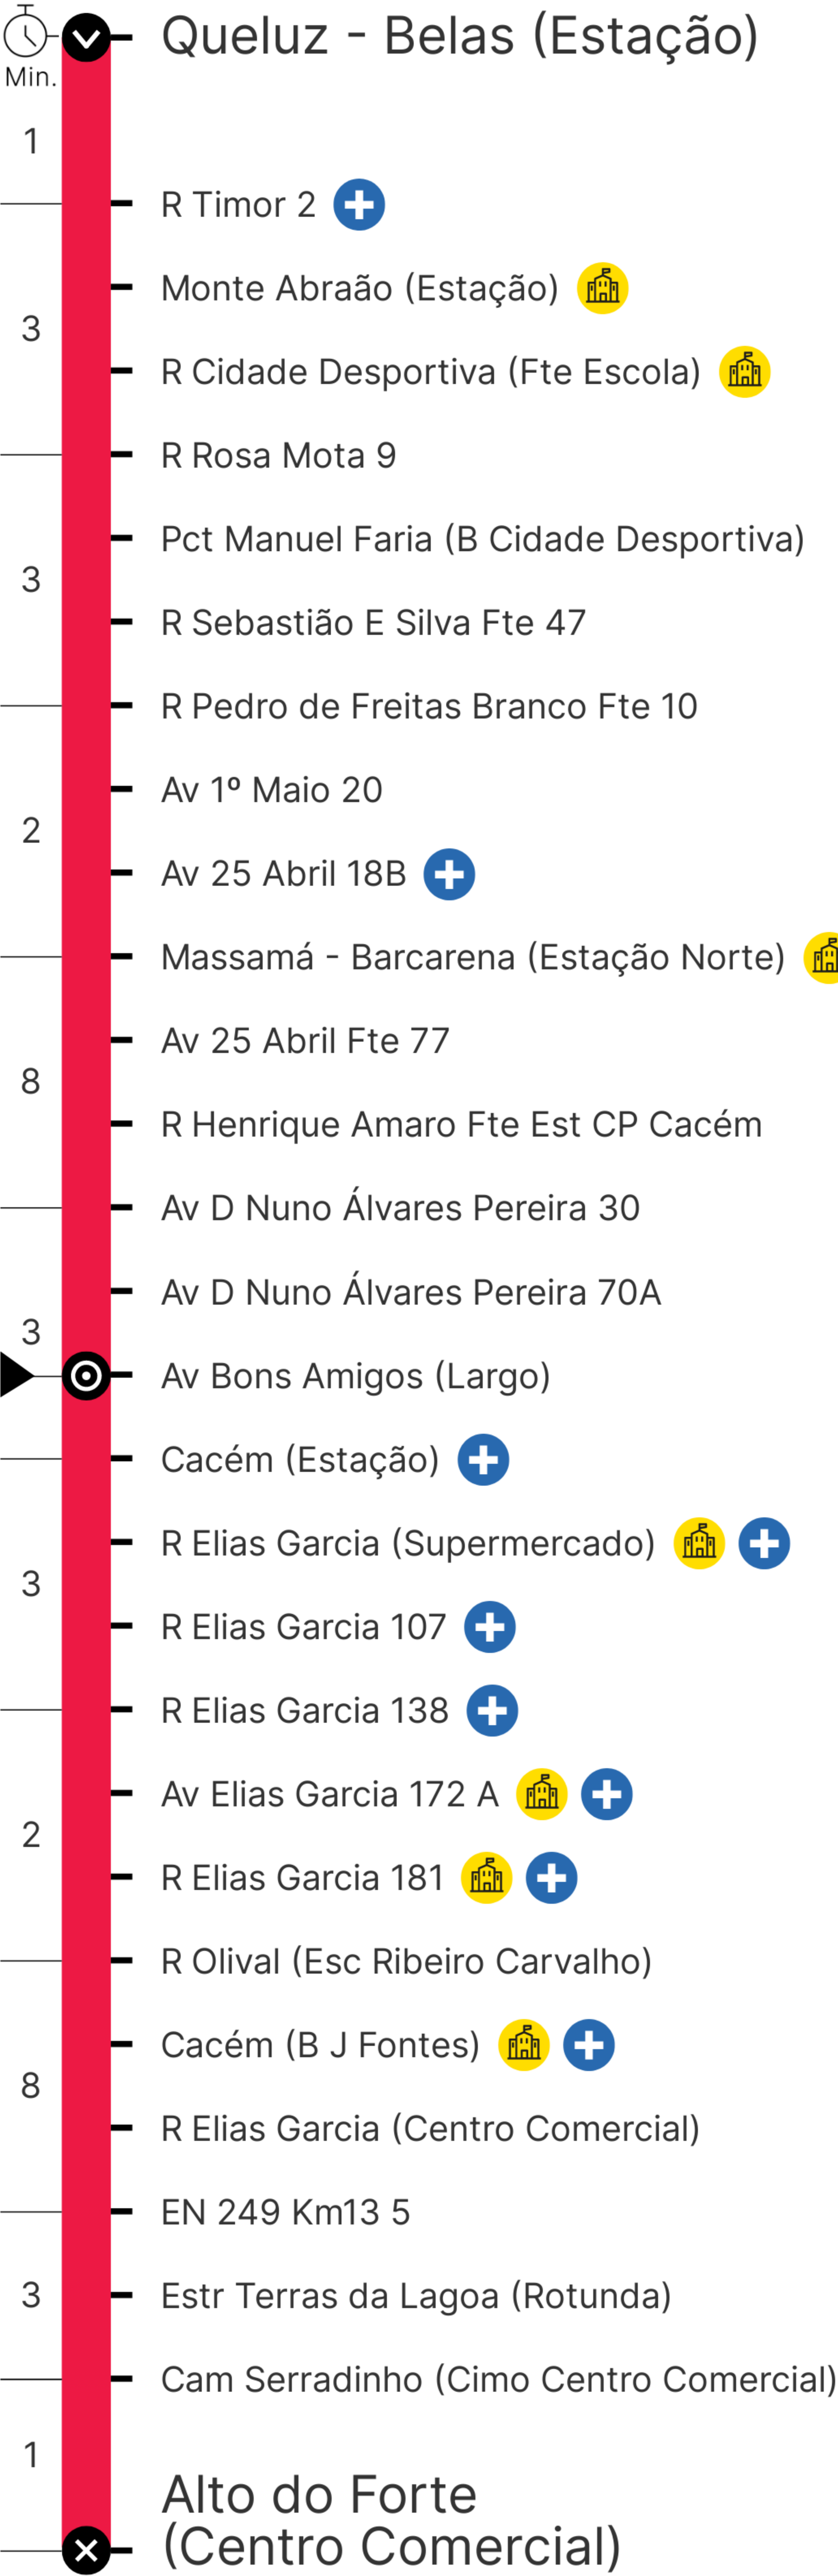 Queluz - Belas (Estação)
Min.
1
R Timor 2
Monte Abraão (Estação)
3
R Cidade Desportiva (Fte Escola)
R Rosa Mota 9
Pct Manuel Faria (B Cidade Desportiva)
3
R Sebastião E Silva Fte 47
R Pedro de Freitas Branco Fte 10
Av 1º Maio 20
2
Av 25 Abril 18B
Massamá - Barcarena (Estação Norte)
Av 25 Abril Fte 77
8
R Henrique Amaro Fte Est CP Cacém
Av D Nuno Álvares Pereira 30
Av D Nuno Álvares Pereira 70A
3
Av Bons Amigos (Largo)
Cacém (Estação)
R Elias Garcia (Supermercado)
3
R Elias Garcia 107
R Elias Garcia 138
Av Elias Garcia 172 A
2
R Elias Garcia 181
R Olival (Esc Ribeiro Carvalho)
Cacém (B J Fontes)
8
R Elias Garcia (Centro Comercial)
EN 249 Km13 5
3
Estr Terras da Lagoa (Rotunda)
Cam Serradinho (Cimo Centro Comercial)
1
Alto do Forte
(Centro Comercial)